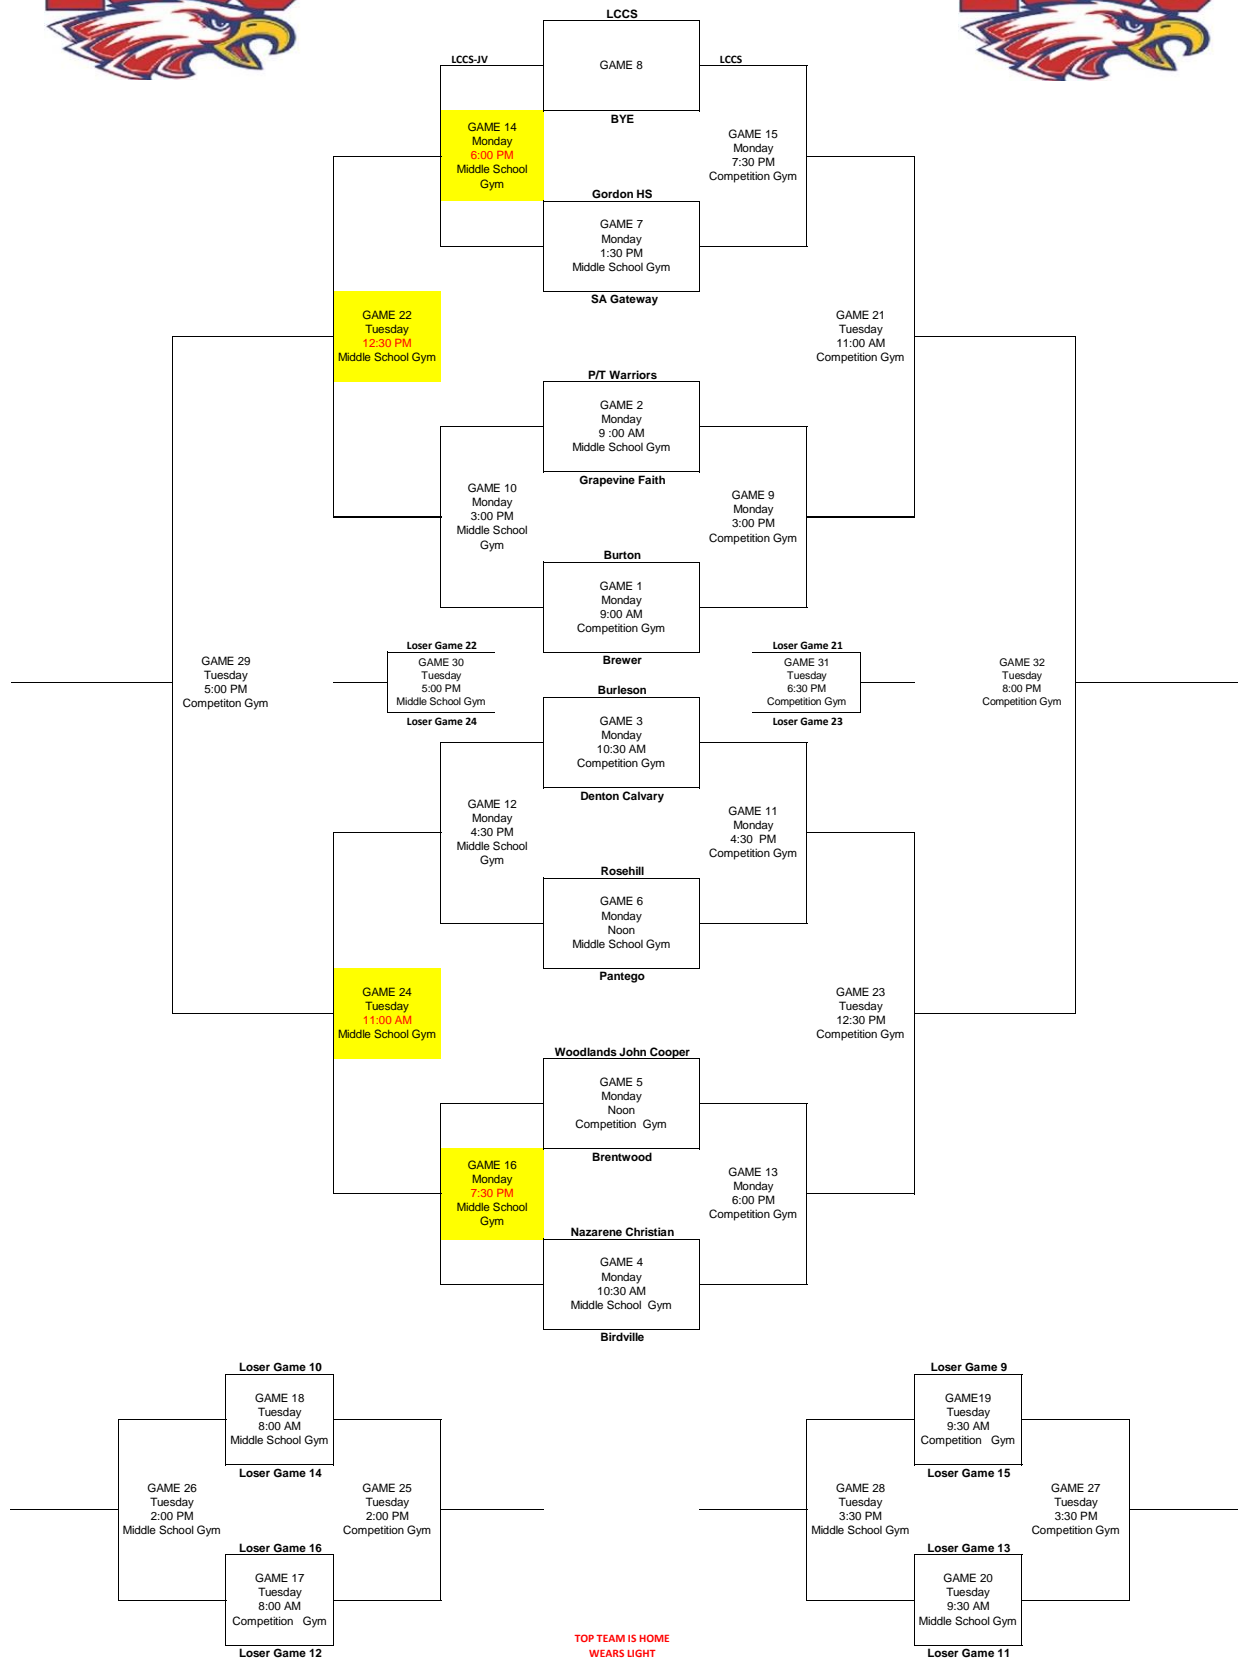 LCCS
LCCS-JV
GAME 8
LCCS
BYE
GAME 14
Monday
6:00 PM
Middle School
Gym
GAME 15
Monday
7:30 PM
Competition Gym
Gordon HS
GAME 7
Monday
1:30 PM
Middle School Gym
SA Gateway
GAME 22
Tuesday
12:30 PM
Middle School Gym
GAME 21
Tuesday
11:00 AM
Competition Gym
P/T Warriors
GAME 2
Monday
9 :00 AM
Middle School Gym
Grapevine Faith
GAME 10
Monday
3:00 PM
Middle School
Gym
GAME 9
Monday
3:00 PM
Competition Gym
Burton
GAME 1
Monday
9:00 AM
Competition Gym
Brewer
GAME 29
Tuesday
5:00 PM
Competiton Gym
Loser Game 22
GAME 30
Tuesday
5:00 PM
Middle School Gym
Loser Game 24
Loser Game 21
GAME 31
Tuesday
6:30 PM
Competition Gym
Loser Game 23
GAME 32
Tuesday
8:00 PM
Competition Gym
Burleson
GAME 3
Monday
10:30 AM
Competition Gym
Denton Calvary
GAME 12
Monday
4:30 PM
Middle School
Gym
GAME 11
Monday
4:30 PM
Competition Gym
Rosehill
GAME 6
Monday
Noon
Middle School Gym
Pantego
GAME 24
Tuesday
11:00 AM
Middle School Gym
GAME 23
Tuesday
12:30 PM
Competition Gym
Woodlands John Cooper
GAME 5
Monday
Noon
Competition Gym
Brentwood
GAME 16
Monday
7:30 PM
Middle School
Gym
GAME 13
Monday
6:00 PM
Competition Gym
Nazarene Christian
GAME 4
Monday
10:30 AM
Middle School Gym
Birdville
Loser Game 10
GAME 18
Tuesday
8:00 AM
Middle School Gym
Loser Game 14
GAME 26
Tuesday
2:00 PM
Middle School Gym
GAME 25
Tuesday
2:00 PM
Competition Gym
Loser Game 16
GAME 17
Tuesday
8:00 AM
Competition Gym
Loser Game 12
Loser Game 9
GAME19
Tuesday
9:30 AM
Competition Gym
Loser Game 15
GAME 28
Tuesday
3:30 PM
Middle School Gym
GAME 27
Tuesday
3:30 PM
Competition Gym
Loser Game 13
GAME 20
Tuesday
9:30 AM
Middle School Gym
Loser Game 11
TOP TEAM IS HOME
WEARS LIGHT